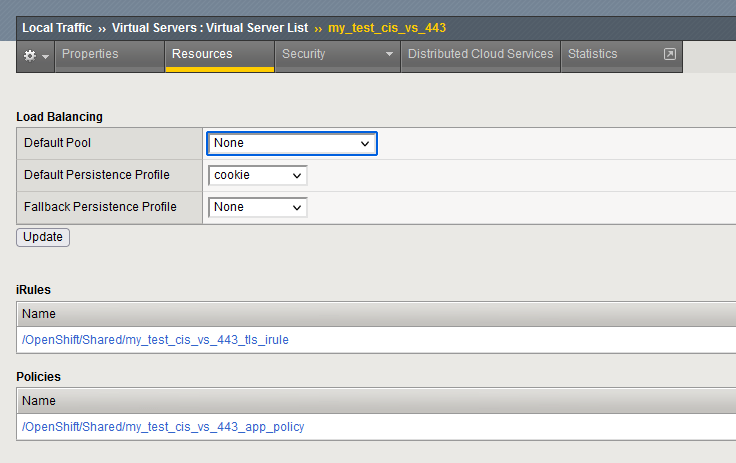 Local Traffic ›› Virtual Servers : Virtual Server List ›› my_test_cis_vs_443
Properties Resources Security Distributed Cloud Services Statistics
Load Balancing
Default Pool None
Default Persistence Profile cookie
Fallback Persistence Profile None
Update
iRules
Name
/OpenShift/Shared/my_test_cis_vs_443_tls_irule
Policies
Name
/OpenShift/Shared/my_test_cis_vs_443_app_policy